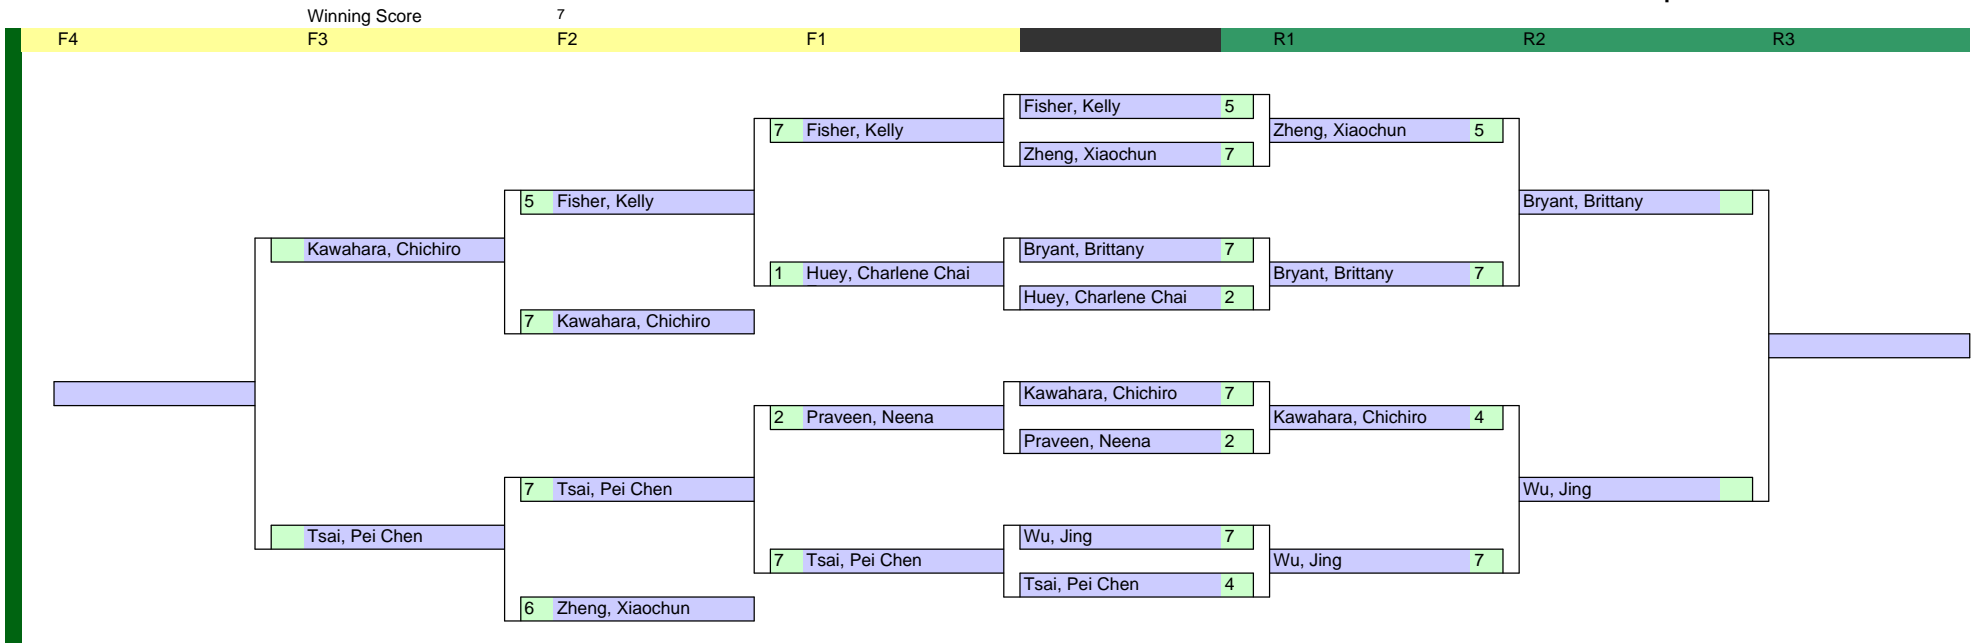 Winning Score 7
F4 F3 F2 F1 R1 R2 R3
Fisher, Kelly 5
7 Fisher, Kelly
Zheng, Xiaochun 5
Zheng, Xiaochun 7
5 Fisher, Kelly
Bryant, Brittany
Kawahara, Chichiro
Bryant, Brittany 7
1 Huey, Charlene Chai
Bryant, Brittany 7
Huey, Charlene Chai 2
7 Kawahara, Chichiro
Kawahara, Chichiro 7
2 Praveen, Neena
Kawahara, Chichiro 4
Praveen, Neena 2
7 Tsai, Pei Chen
Wu, Jing
Tsai, Pei Chen
Wu, Jing 7
7 Tsai, Pei Chen
Wu, Jing 7
Tsai, Pei Chen 4
6 Zheng, Xiaochun